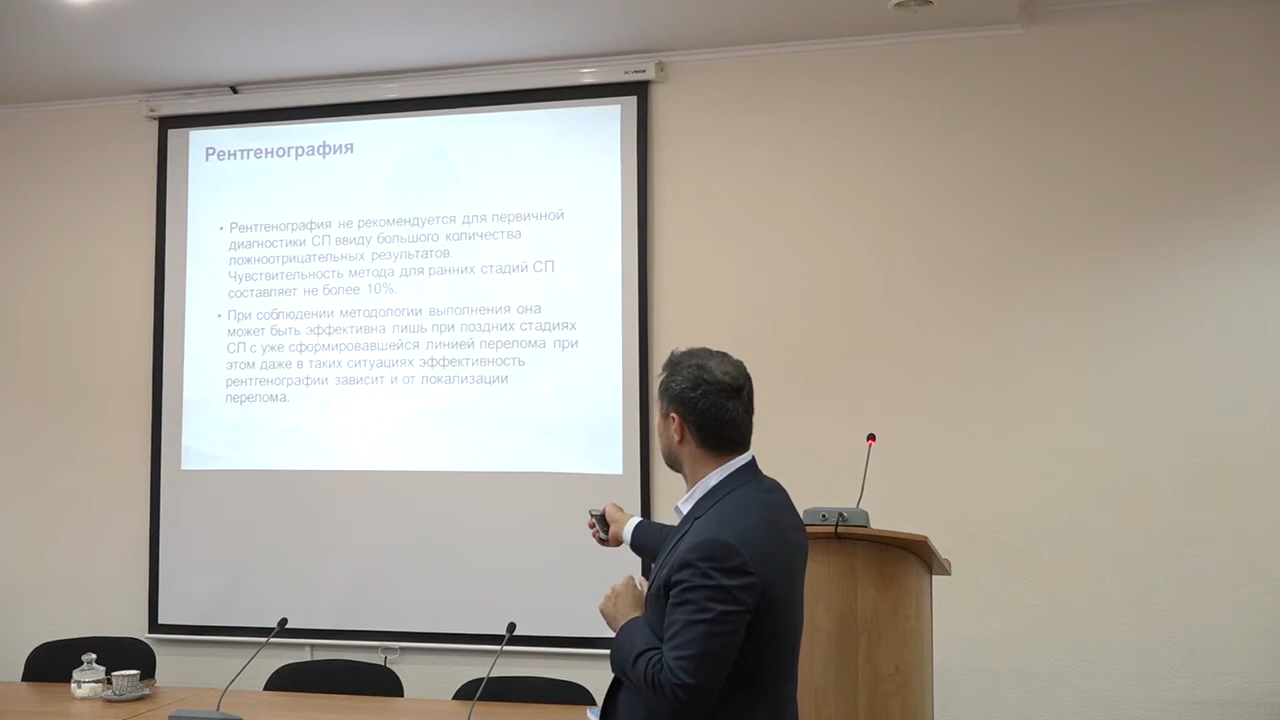 Рентгенография
• Рентгенография не рекомендуется для первичной
диагностики СП ввиду большого количества
ложноотрицательных результатов.
Чувствительность метода для ранних стадий СП
составляет не более 10%.
• При соблюдении методологии выполнения она
может быть эффективна лишь при поздних стадиях
СП с уже сформировавшейся линией перелома при
этом даже в таких ситуациях эффективность
рентгенографии зависит и от локализации
перелома.